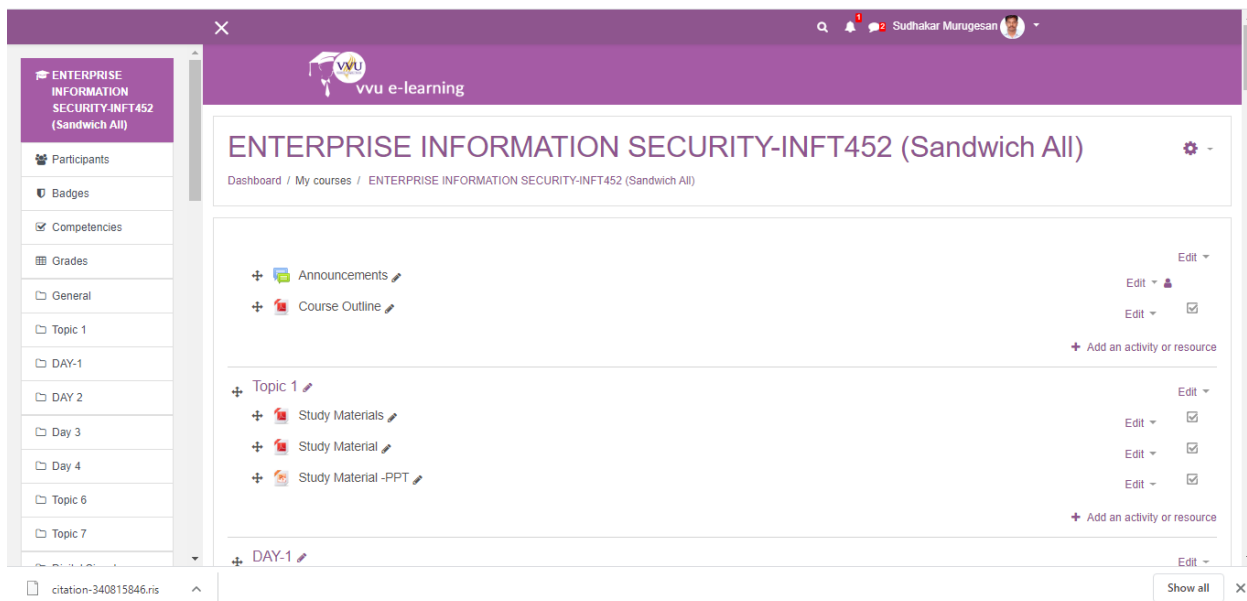 1
2 Sudhakar Murugesan
VVU
vvu e-learning
ENTERPRISE
INFORMATION
SECURITY-INFT452
(Sandwich All)
Participants
Badges
Competencies
Grades
General
Topic 1
DAY-1
DAY 2
Day 3
Day 4
Topic 6
Topic 7
ENTERPRISE INFORMATION SECURITY-INFT452 (Sandwich All)
Dashboard / My courses / ENTERPRISE INFORMATION SECURITY-INFT452 (Sandwich All)
Edit
Announcements
Edit
Course Outline
Edit
+ Add an activity or resource
Topic 1
Edit
Study Materials
Edit
Study Material
Edit
Study Material -PPT
Edit
+ Add an activity or resource
DAY-1
Edit
citation-340815846.ris
Show all